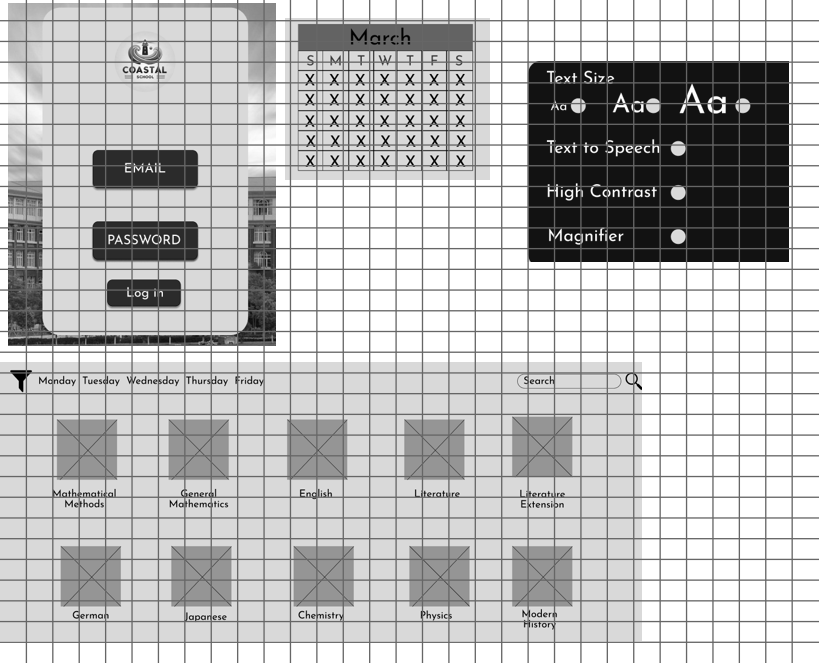 COASTAL
SCHOOL
EMAIL
PASSWORD
Log in
March
S M T W T F S
X X X X X X X
X X X X X X X
X X X X X X X
X X X X X X X
X X X X X X X
Text Size
Aa Aa Aa
Text to Speech
High Contrast
Magnifier
Monday Tuesday Wednesday Thursday Friday
Search
Mathematical
Methods
General
Mathematics
English
Literature
Literature
Extension
German
Japanese
Chemistry
Physics
Modern
History